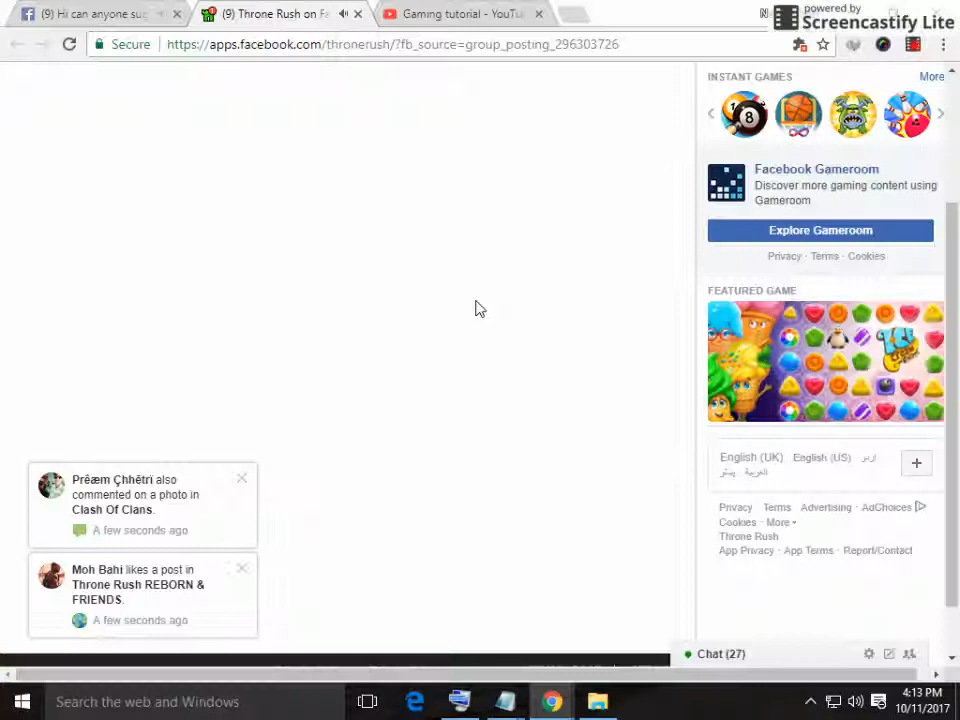 (9) Hi can anyone sug
(9) Throne Rush on Fa
Gaming tutorial - YouTu
powered by
Screencastify Lite
Secure
https://apps.facebook.com/thronerush/?fb_source=group_posting_296303726
INSTANT GAMES
More
8
Facebook Gameroom
Discover more gaming content using
Gameroom
Explore Gameroom
Privacy · Terms · Cookies
FEATURED GAME
ICE
Prêæm Çhhêtrï also
commented on a photo in
Clash Of Clans.
A few seconds ago
Moh Bahi likes a post in
Throne Rush REBORN &
FRIENDS.
A few seconds ago
English (UK) English (US) اردو
پښتو العربية
Privacy Terms Advertising · AdChoices
Cookies · More
Throne Rush
App Privacy · App Terms · Report/Contact
Chat (27)
Search the web and Windows
4:13 PM
10/11/2017